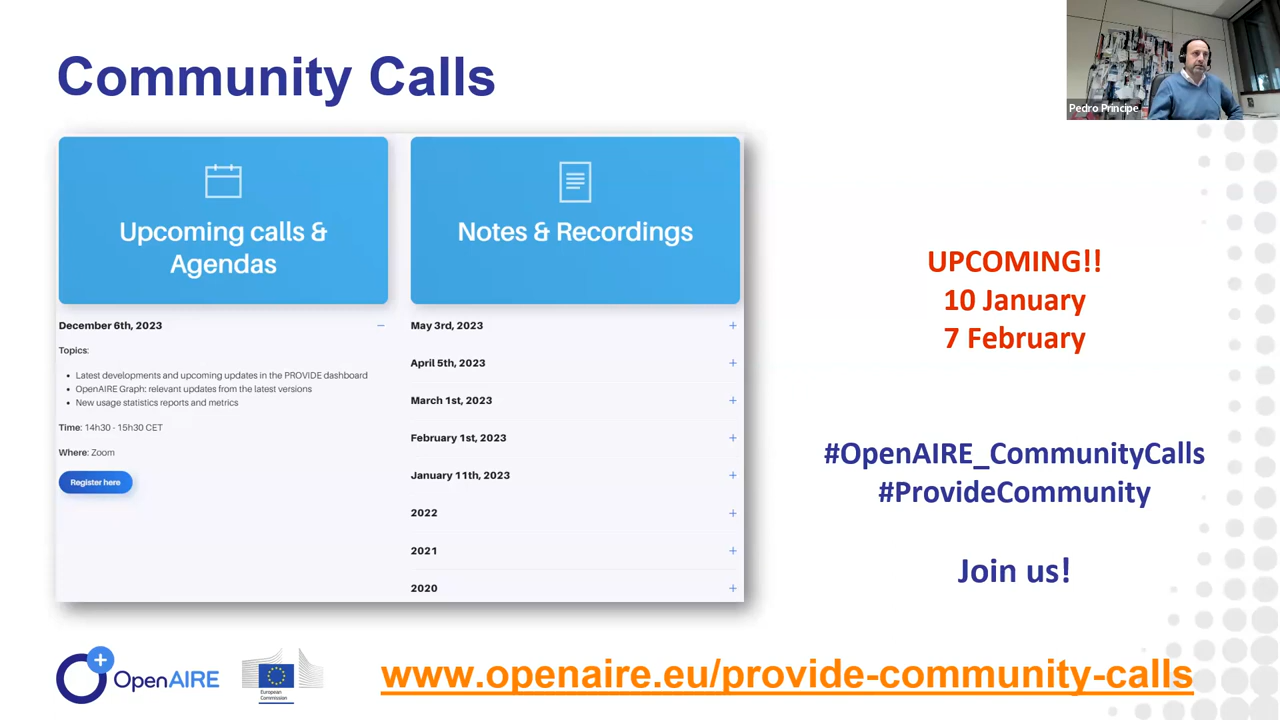 Community Calls
Pedro Príncipe
Upcoming calls &
Agendas
December 6th, 2023
Topics:
Latest developments and upcoming updates in the PROVIDE dashboard
OpenAIRE Graph: relevant updates from the latest versions
New usage statistics reports and metrics
Time: 14h30 - 15h30 CET
Where: Zoom
Register here
Notes & Recordings
May 3rd, 2023
April 5th, 2023
March 1st, 2023
February 1st, 2023
January 11th, 2023
2022
2021
2020
UPCOMING!!
10 January
7 February
#OpenAIRE_CommunityCalls
#ProvideCommunity
Join us!
OpenAIRE
European
Commission
www.openaire.eu/provide-community-calls